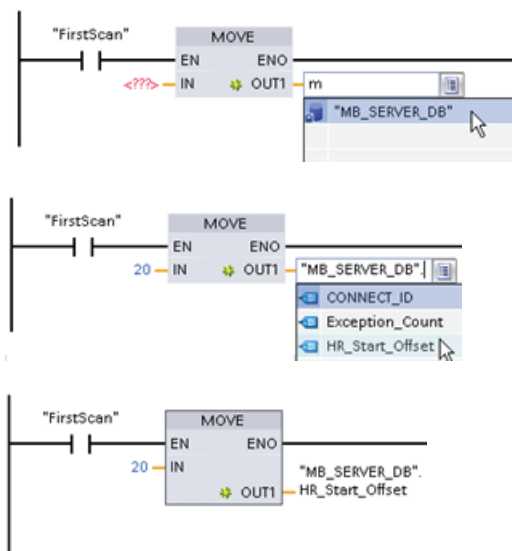 "FirstScan"
MOVE
EN ENO
<???> IN OUT1 m
"MB_SERVER_DB"
"FirstScan"
MOVE
EN ENO
20 IN OUT1 "MB_SERVER_DB".
CONNECT_ID
Exception_Count
HR_Start_Offset
"FirstScan"
MOVE
EN ENO
20 IN
"MB_SERVER_DB".
OUT1 HR_Start_Offset